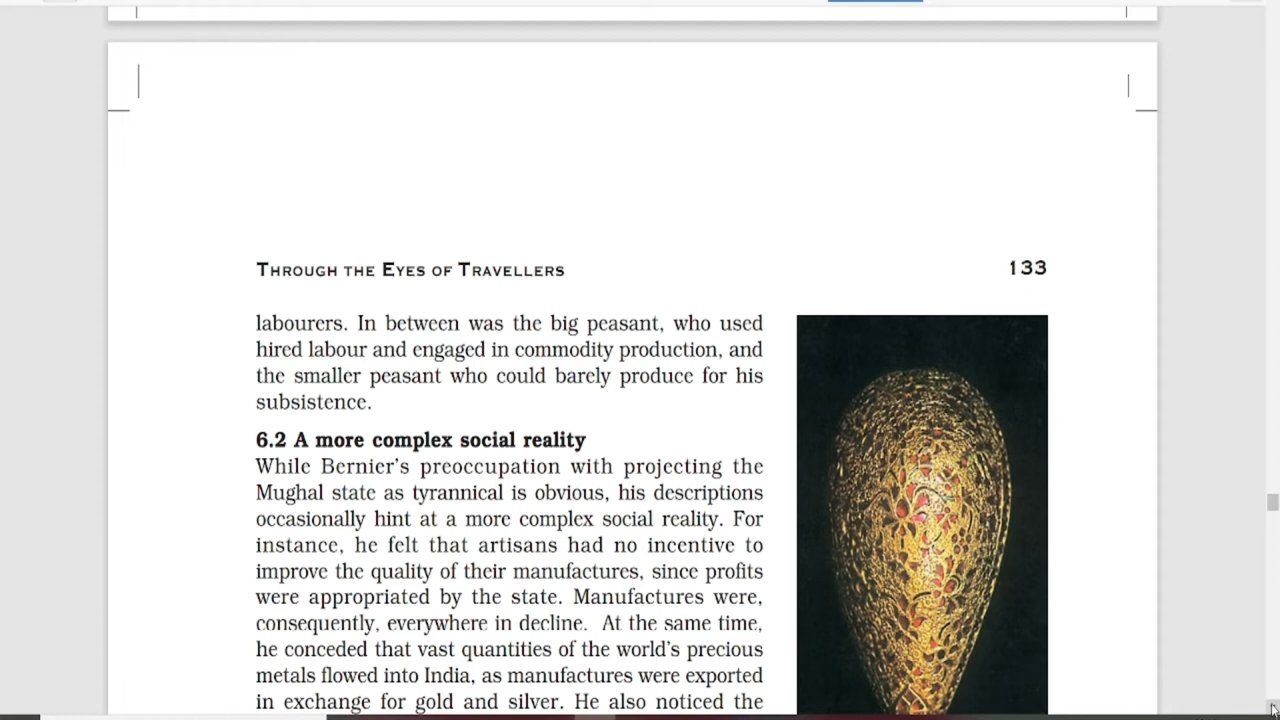 THROUGH THE EYES OF TRAVELLERS
133
labourers. In between was the big peasant, who used
hired labour and engaged in commodity production, and
the smaller peasant who could barely produce for his
subsistence.
6.2 A more complex social reality
While Bernier's preoccupation with projecting the
Mughal state as tyrannical is obvious, his descriptions
occasionally hint at a more complex social reality. For
instance, he felt that artisans had no incentive to
improve the quality of their manufactures, since profits
were appropriated by the state. Manufactures were,
consequently, everywhere in decline. At the same time,
he conceded that vast quantities of the world's precious
metals flowed into India, as manufactures were exported
in exchange for gold and silver. He also noticed the